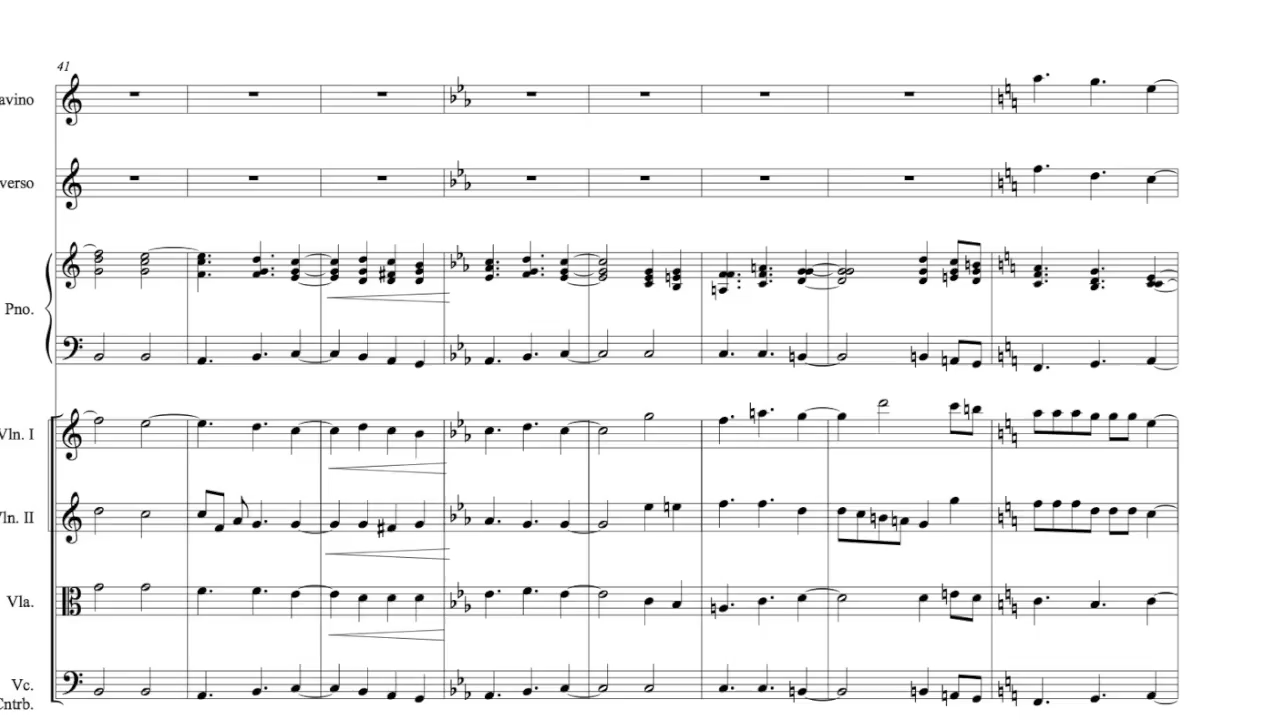 41
avino
verso
Pno.
Vln. I
Vln. II
Vla.
Vc.
Cntrb.